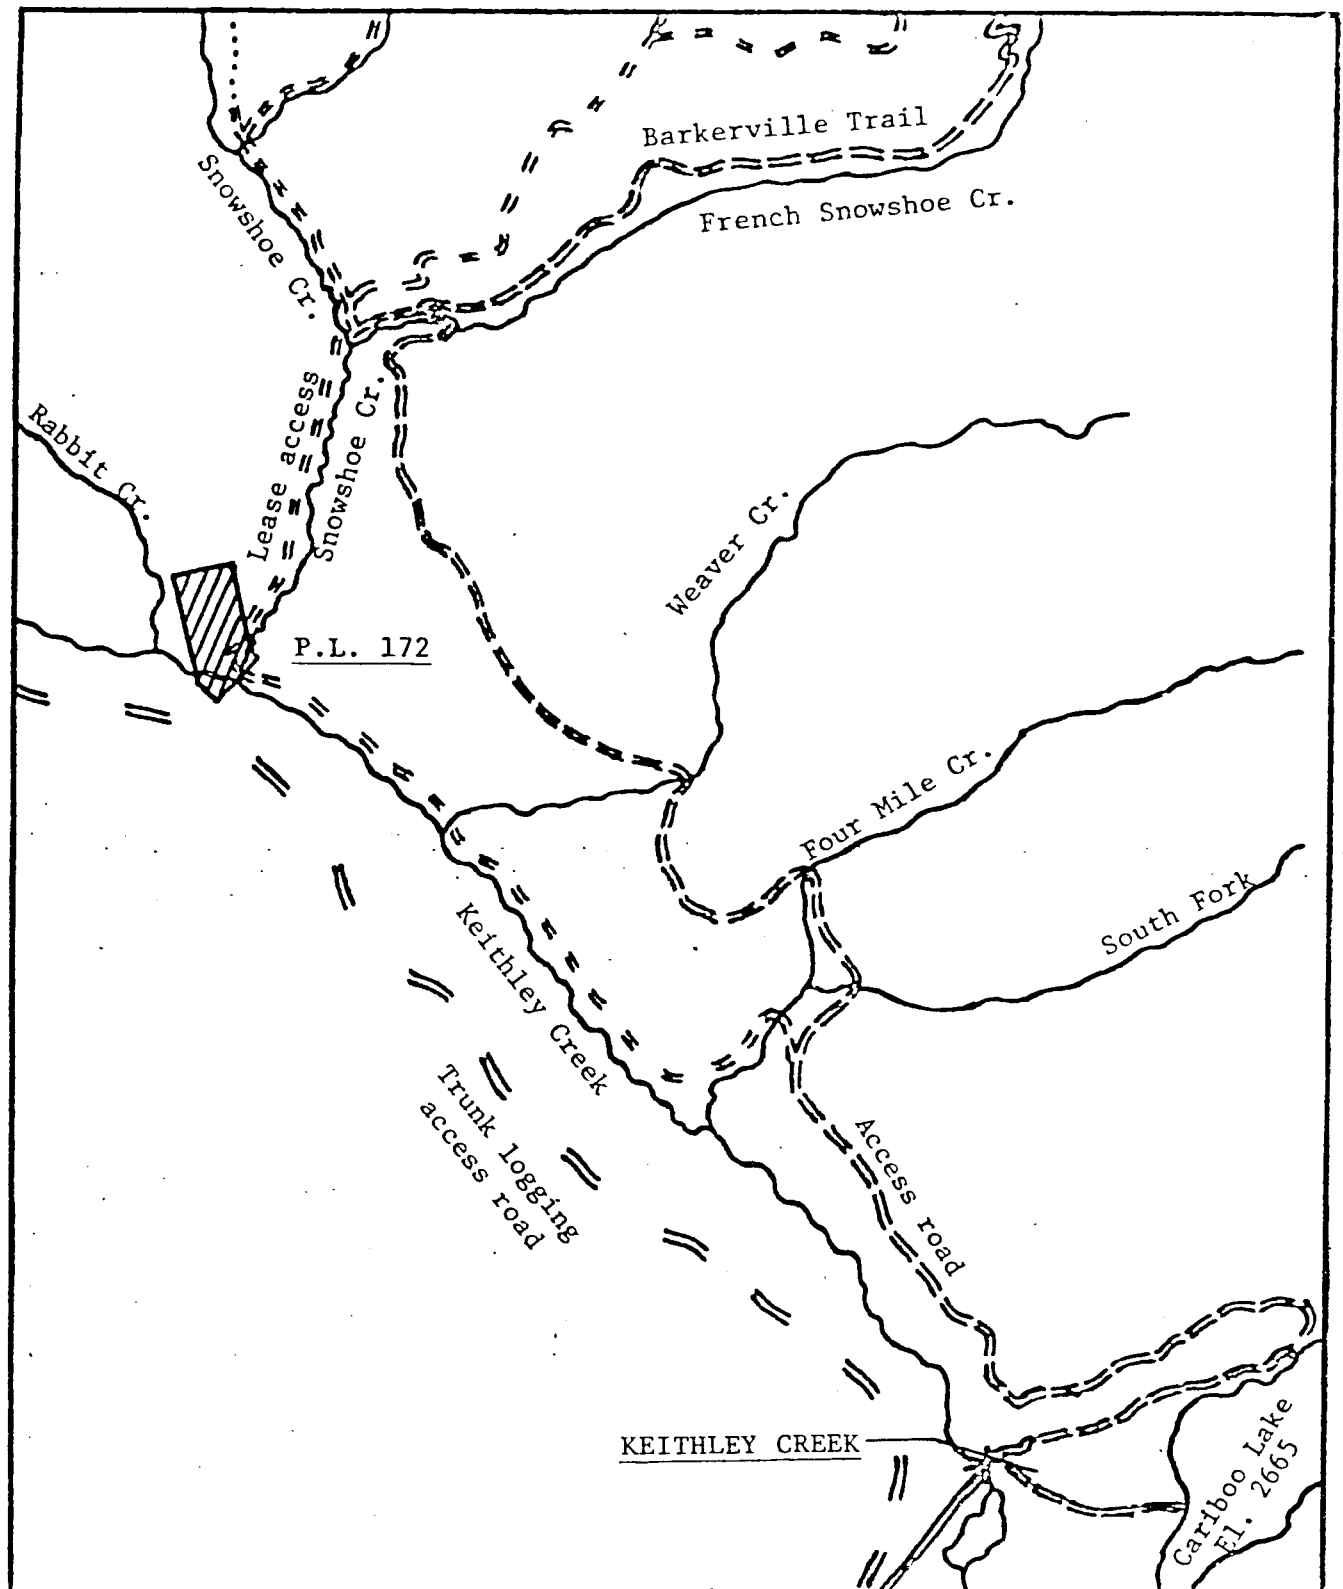 Barkerville Trail
French Snowshoe Cr.
Snowshoe Cr.
Lease access
Snowshoe Cr.
Rabbit Cr.
Weaver Cr.
P.L. 172
Four Mile Cr.
South Fork
Keithley Creek
Trunk logging
access road
Access road
KEITHLEY CREEK
Cariboo Lake
El. 2665